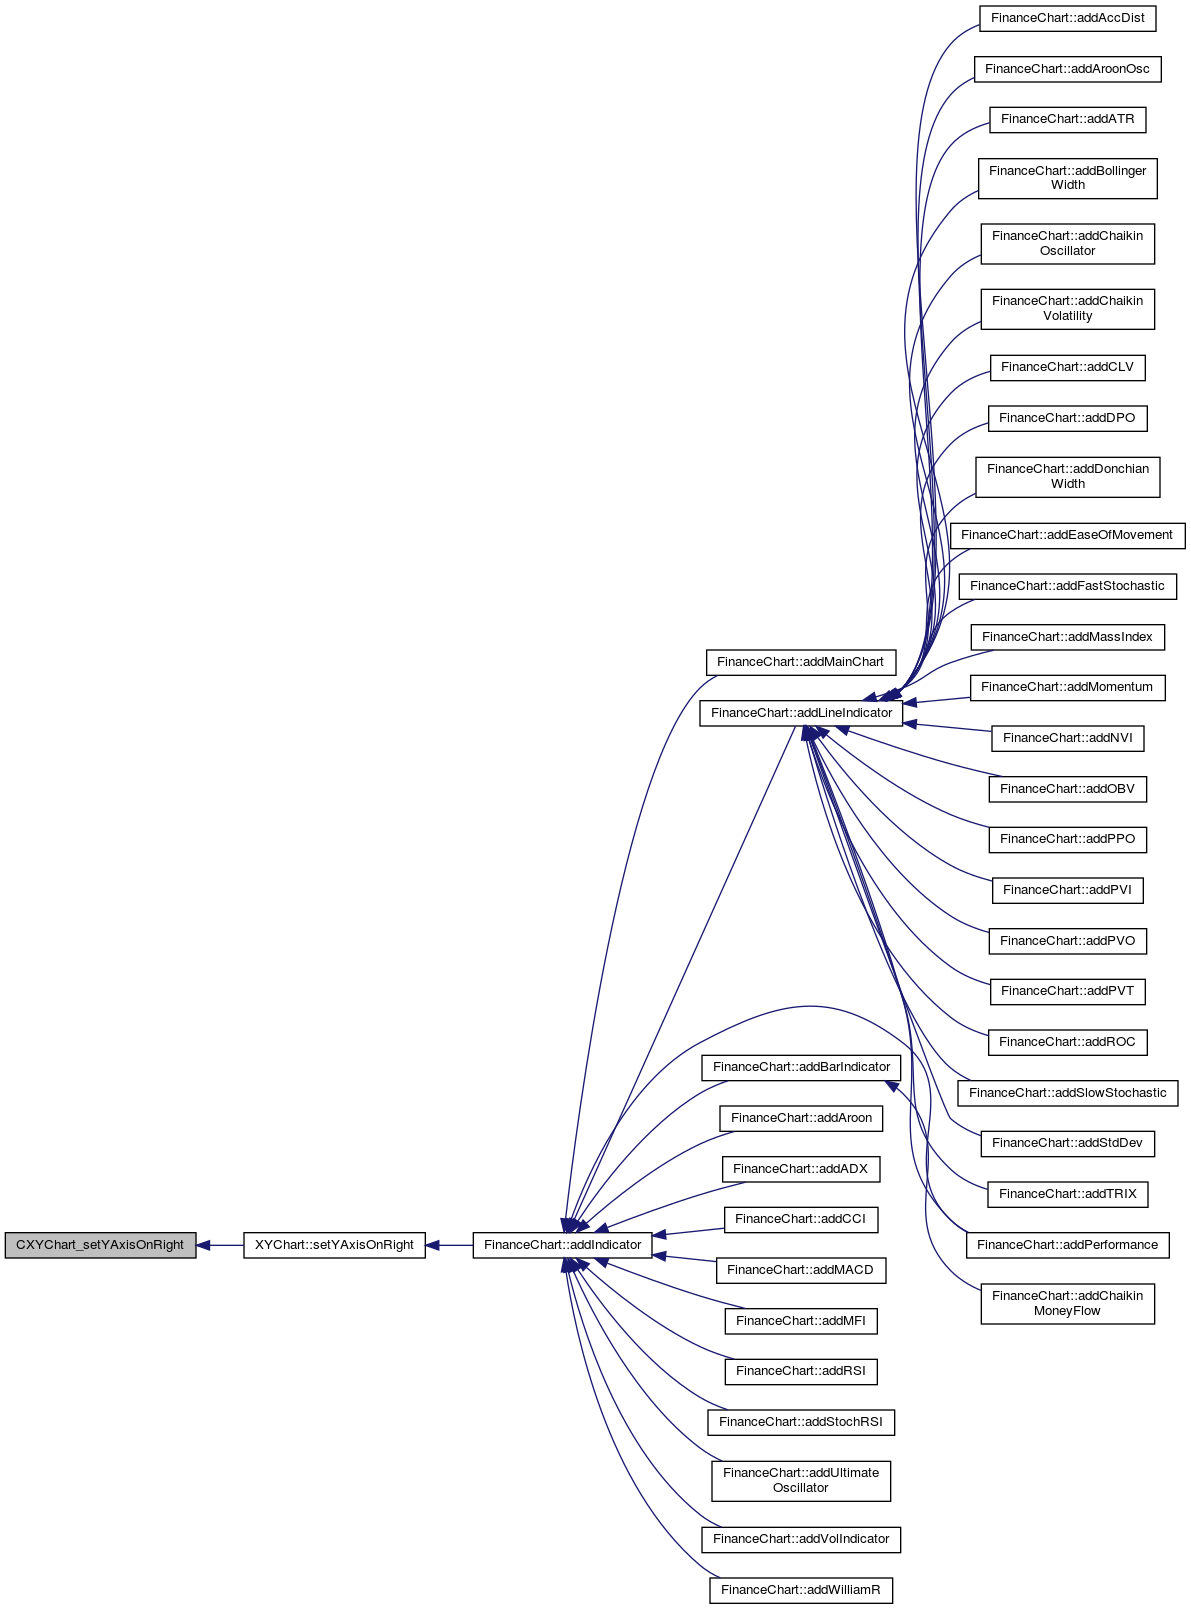 FinanceChart::addAccDist
FinanceChart::addAroonOsc
FinanceChart::addATR
FinanceChart::addBollinger
Width
FinanceChart::addChaikin
Oscillator
FinanceChart::addChaikin
Volatility
FinanceChart::addCLV
FinanceChart::addDPO
FinanceChart::addDonchian
Width
FinanceChart::addEaseOfMovement
FinanceChart::addFastStochastic
FinanceChart::addMassIndex
FinanceChart::addMainChart
FinanceChart::addMomentum
FinanceChart::addLineIndicator
FinanceChart::addNVI
FinanceChart::addOBV
FinanceChart::addPPO
FinanceChart::addPVI
FinanceChart::addPVO
FinanceChart::addPVT
FinanceChart::addROC
FinanceChart::addBarIndicator
FinanceChart::addSlowStochastic
FinanceChart::addAroon
FinanceChart::addStdDev
FinanceChart::addADX
FinanceChart::addTRIX
FinanceChart::addCCI
CXYChart_setYAxisOnRight
XYChart::setYAxisOnRight
FinanceChart::addIndicator
FinanceChart::addPerformance
FinanceChart::addMACD
FinanceChart::addChaikin
MoneyFlow
FinanceChart::addMFI
FinanceChart::addRSI
FinanceChart::addStochRSI
FinanceChart::addUltimate
Oscillator
FinanceChart::addVolIndicator
FinanceChart::addWilliamR